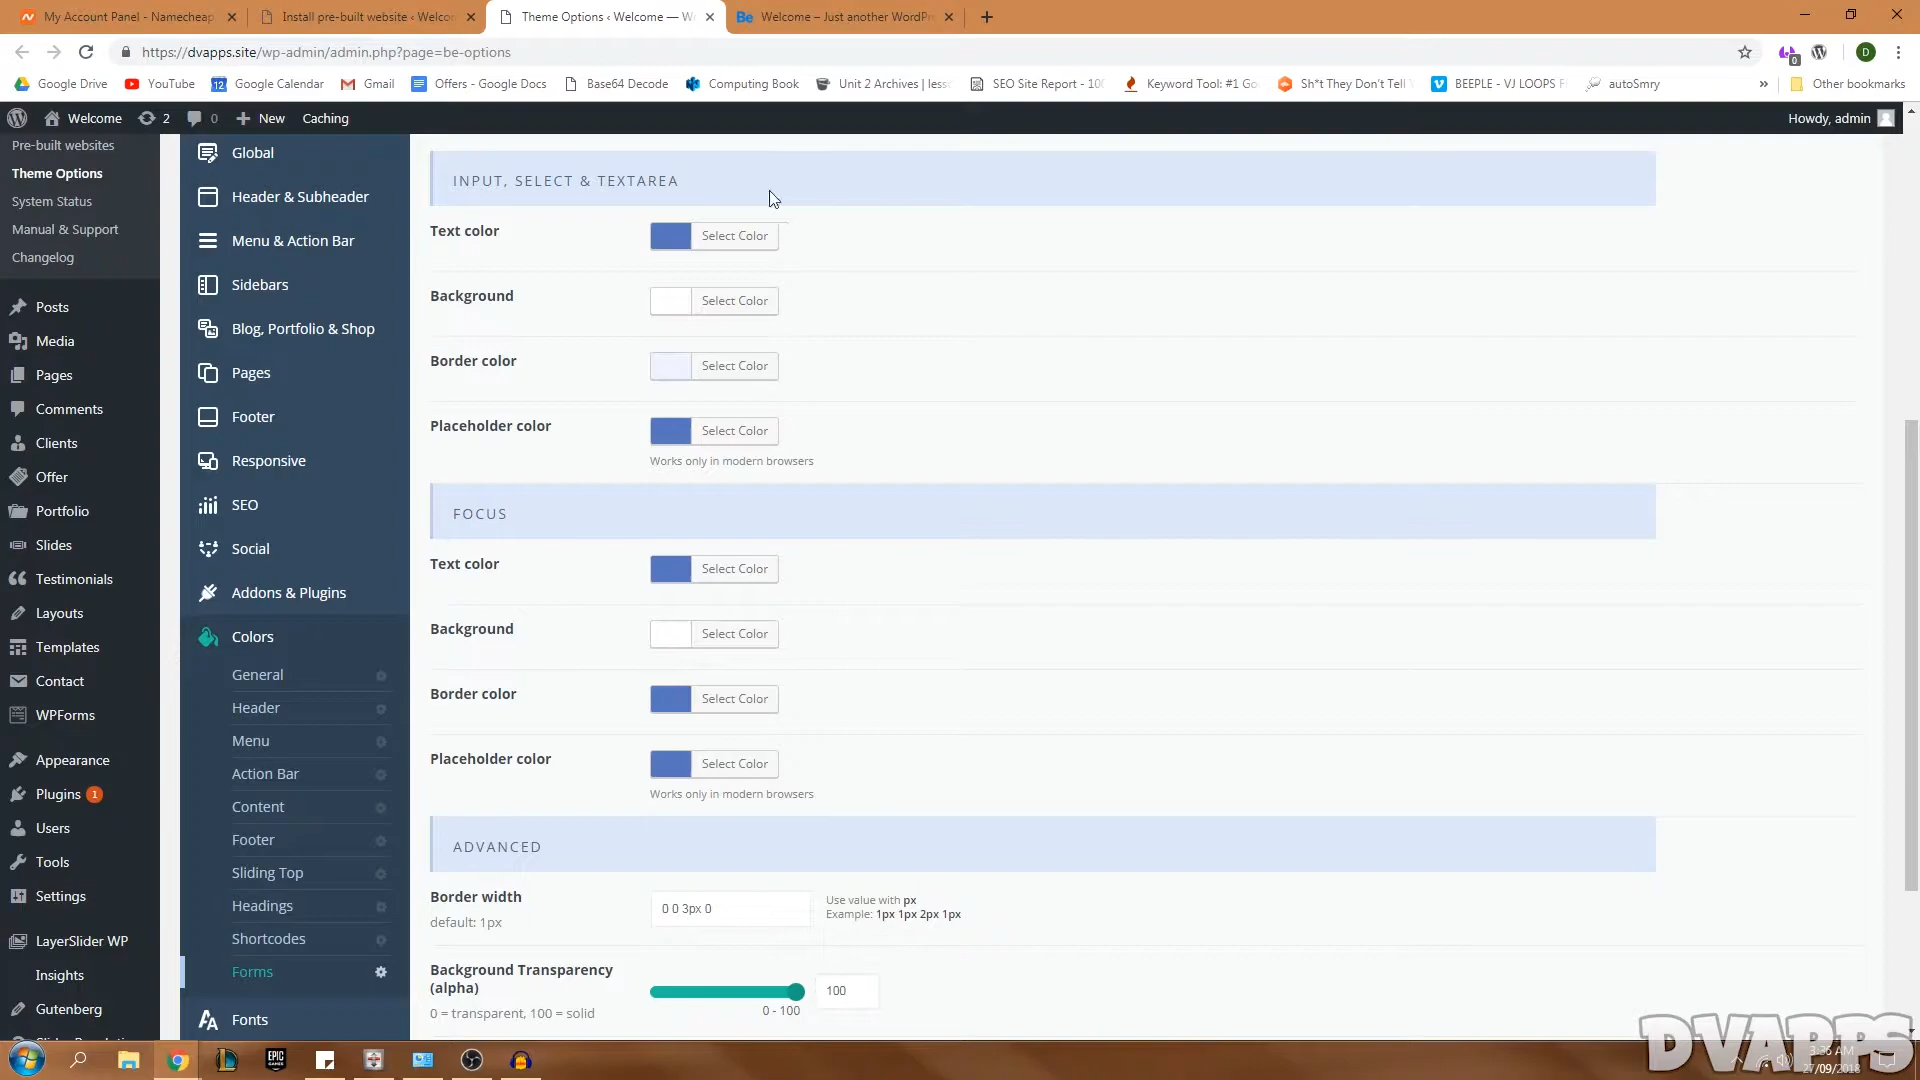 My Account Panel - Namecheap
Install pre-built website ‹ Welcon
Theme Options ‹ Welcome — W
Be Welcome – Just another WordPr
https://dvapps.site/wp-admin/admin.php?page=be-options
0
D
Google Drive
YouTube
12 Google Calendar
Gmail
Offers - Google Docs
Base64 Decode
Computing Book
Unit 2 Archives | less
SEO Site Report - 100
Keyword Tool: #1 Go
Sh*t They Don't Tell
BEEPLE - VJ LOOPS F
autoSmry
Other bookmarks
Welcome
2
0
New
Caching
Howdy, admin
Pre-built websites
Theme Options
System Status
Manual & Support
Changelog
Posts
Media
Pages
Comments
Clients
Offer
Portfolio
Slides
Testimonials
Layouts
Templates
Contact
WPForms
Appearance
Plugins 1
Users
Tools
Settings
LayerSlider WP
Insights
Gutenberg
Global
Header & Subheader
Menu & Action Bar
Sidebars
Blog, Portfolio & Shop
Pages
Footer
Responsive
SEO
Social
Addons & Plugins
Colors
General
Header
Menu
Action Bar
Content
Footer
Sliding Top
Headings
Shortcodes
Forms
Fonts
INPUT, SELECT & TEXTAREA
Text color
Select Color
Background
Select Color
Border color
Select Color
Placeholder color
Select Color
Works only in modern browsers
FOCUS
Text color
Select Color
Background
Select Color
Border color
Select Color
Placeholder color
Select Color
Works only in modern browsers
ADVANCED
Border width
default: 1px
0 0 3px 0
Use value with px
Example: 1px 1px 2px 1px
Background Transparency
(alpha)
0 = transparent, 100 = solid
0 - 100
100
EPIC
GAMES
DVAPPS
3:36 AM
27/09/2018